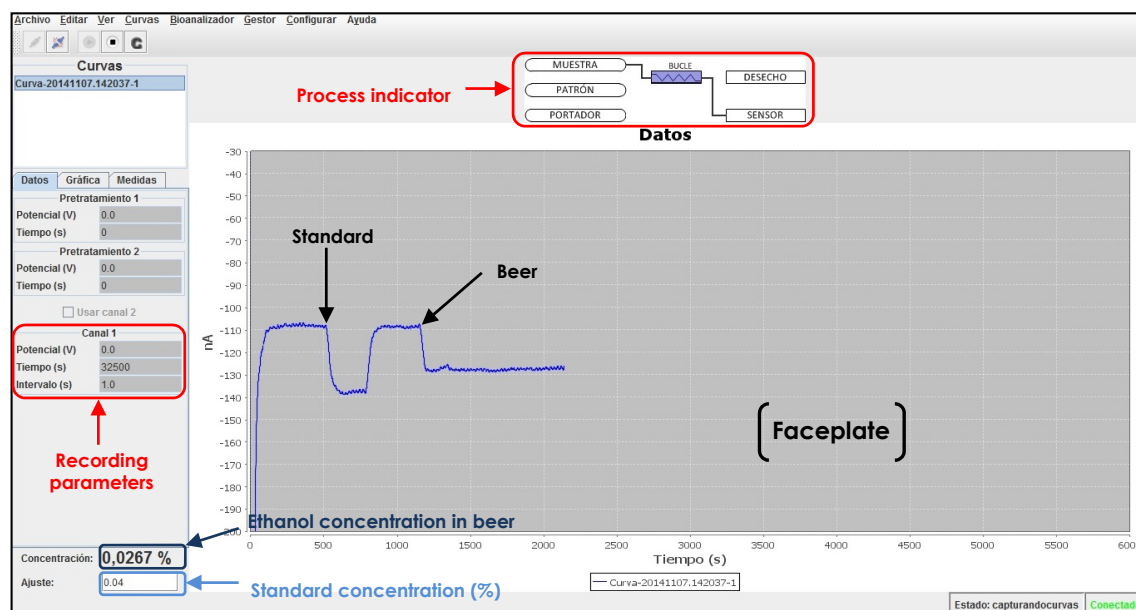 Archivo Editar Ver Curvas Bioanalizador Gestor Configurar Ayuda
C
Curvas
Curva-20141107.142037-1
Process indicator
MUESTRA
PATRÓN
PORTADOR
BUCLE
DESECHO
SENSOR
Datos Gráfica Medidas
Pretratamiento 1
Potencial (V) 0.0
Tiempo (s) 0
Pretratamiento 2
Potencial (V) 0.0
Tiempo (s) 0
Usar canal 2
Canal 1
Potencial (V) 0.0
Tiempo (s) 32500
Intervalo (s) 1.0
Recording
parameters
Datos
-30
-40
-50
-60
-70
-80
-90
-100
-110
-120
-130
-140
-150
-160
-170
-180
-190
-200
nA
Standard
Beer
Faceplate
0 500 1000 1500 2000 2500 3000 3500 4000 4500 5000 5500
Tiempo (s)
Curva-20141107.142037-1
Ethanol concentration in beer
Concentración: 0,0267 %
Ajuste: 0.04
Standard concentration (%)
Estado: capturandocurvas